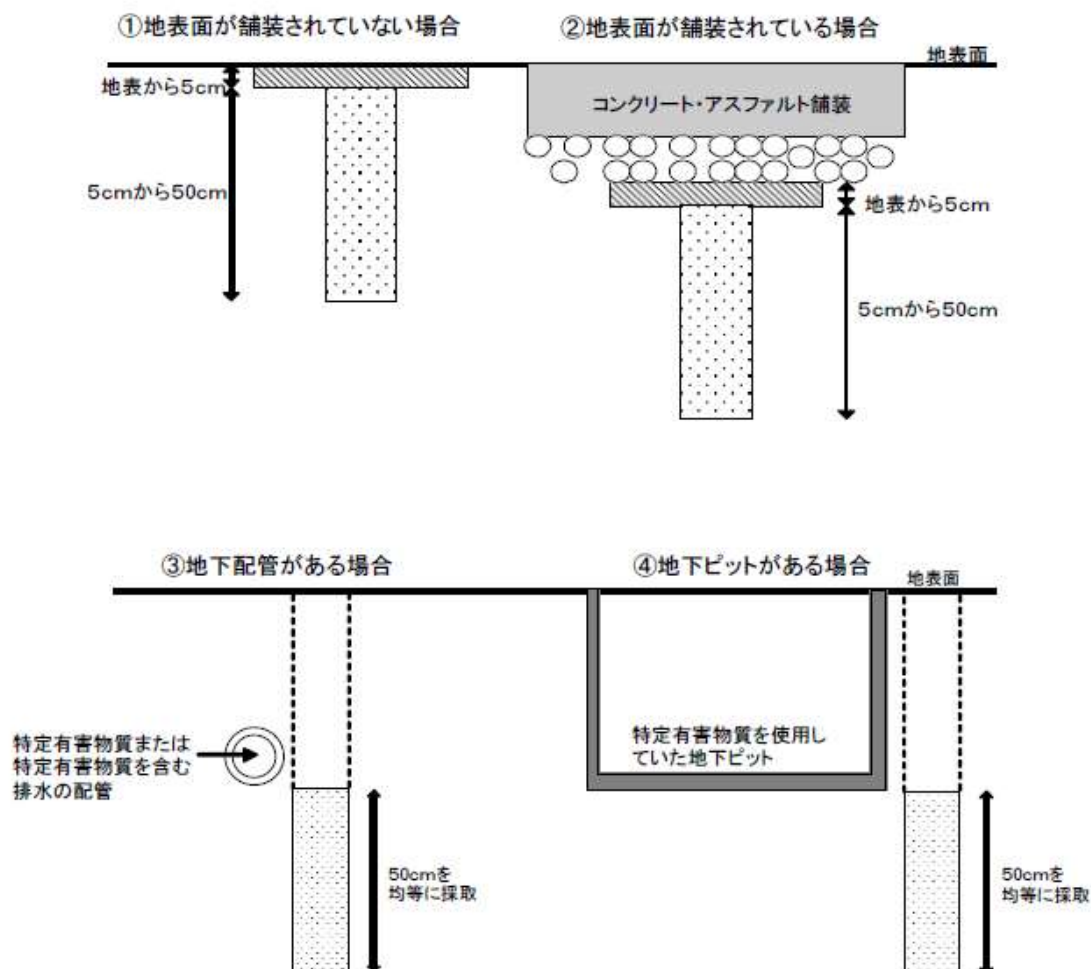 ①地表面が舗装されていない場合
②地表面が舗装されている場合
地表面
地表から5cm
コンクリート・アスファルト舗装
5cmから50cm
地表から5cm
5cmから50cm
③地下配管がある場合
④地下ピットがある場合
地表面
特定有害物質または
特定有害物質を含む
排水の配管
特定有害物質を使用し
ていた地下ピット
50cmを
均等に採取
50cmを
均等に採取